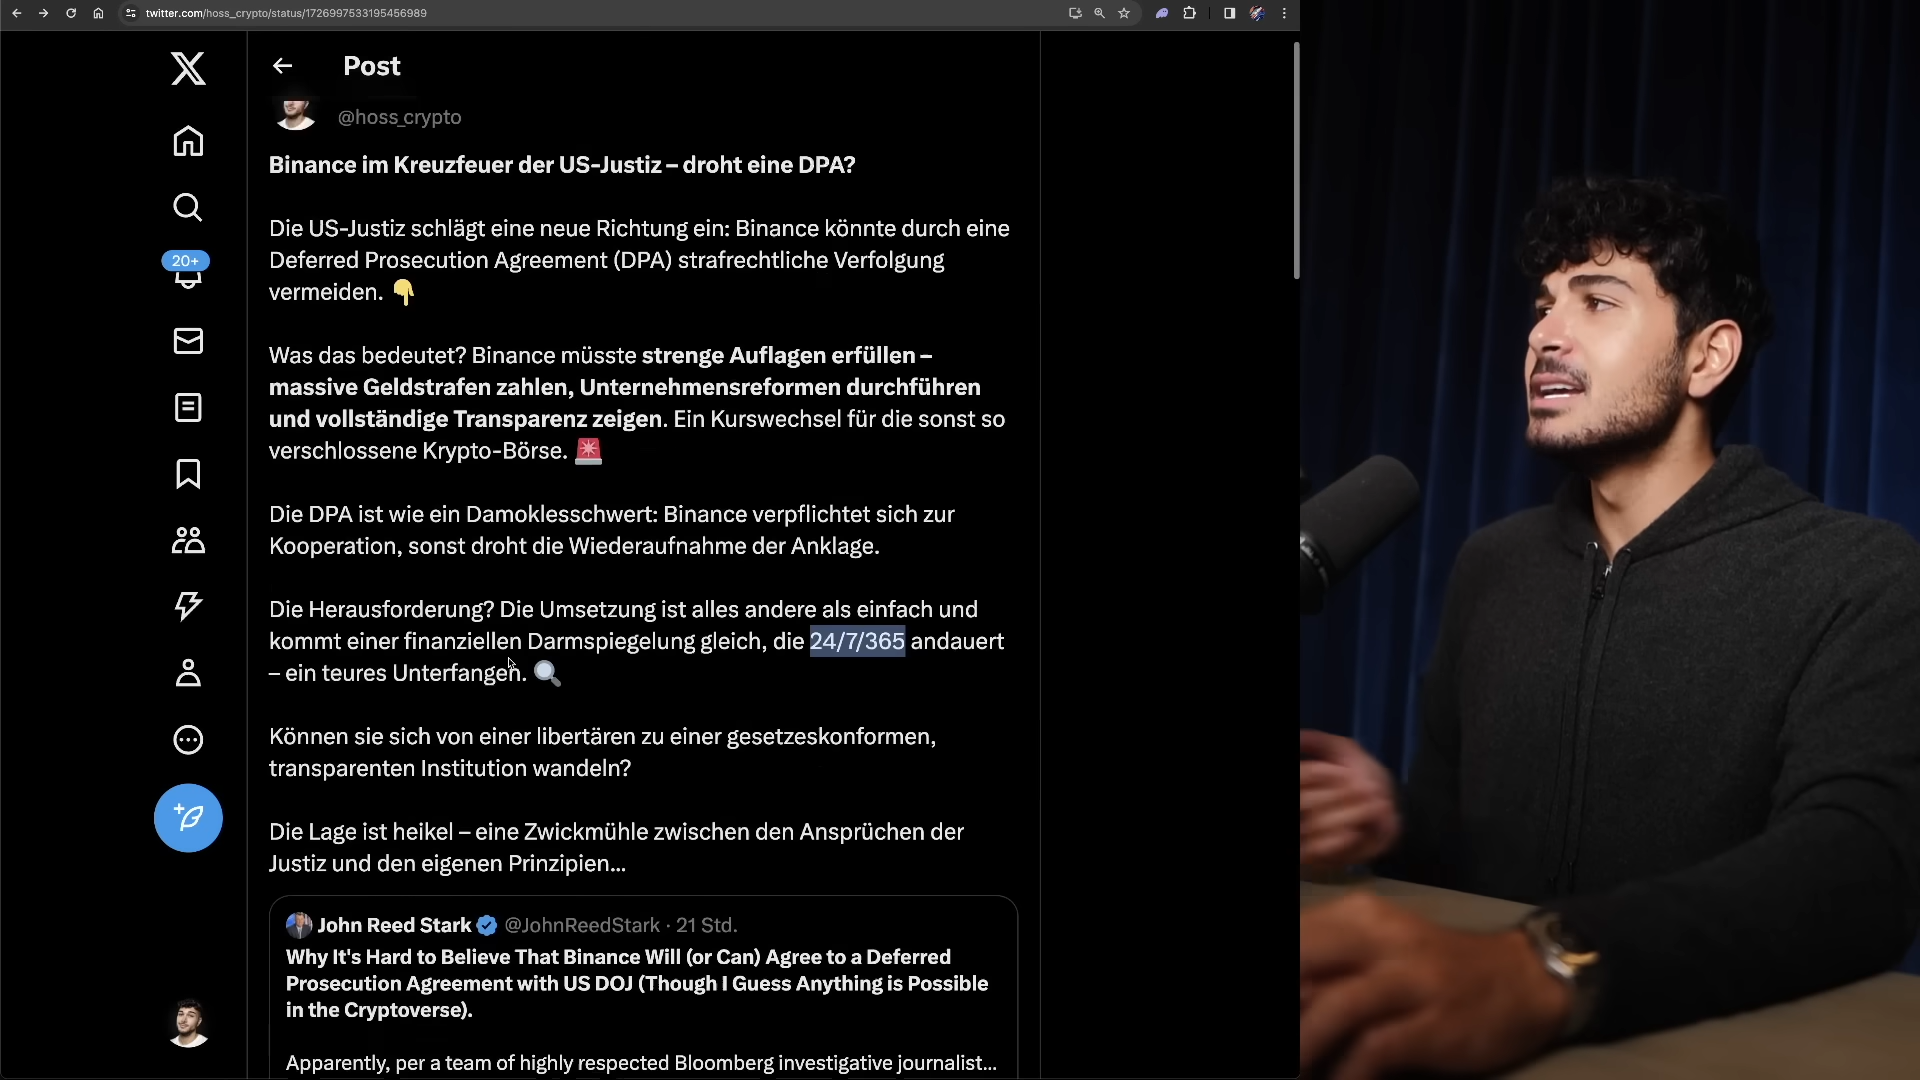 twitter.com/hoss_crypto/status/1726997533195456989
Post
@hoss_crypto
Binance im Kreuzfeuer der US-Justiz – droht eine DPA?
Die US-Justiz schlägt eine neue Richtung ein: Binance könnte durch eine
Deferred Prosecution Agreement (DPA) strafrechtliche Verfolgung
vermeiden. 👇
20+
Was das bedeutet? Binance müsste strenge Auflagen erfüllen –
massive Geldstrafen zahlen, Unternehmensreformen durchführen
und vollständige Transparenz zeigen. Ein Kurswechsel für die sonst so
verschlossene Krypto-Börse. 🚨
Die DPA ist wie ein Damoklesschwert: Binance verpflichtet sich zur
Kooperation, sonst droht die Wiederaufnahme der Anklage.
Die Herausforderung? Die Umsetzung ist alles andere als einfach und
kommt einer finanziellen Darmspiegelung gleich, die 24/7/365 andauert
– ein teures Unterfangen. 🔍
Können sie sich von einer libertären zu einer gesetzeskonformen,
transparenten Institution wandeln?
Die Lage ist heikel – eine Zwickmühle zwischen den Ansprüchen der
Justiz und den eigenen Prinzipien...
John Reed Stark @JohnReedStark · 21 Std.
Why It's Hard to Believe That Binance Will (or Can) Agree to a Deferred
Prosecution Agreement with US DOJ (Though I Guess Anything is Possible
in the Cryptoverse).
Apparently, per a team of highly respected Bloomberg investigative journalist...